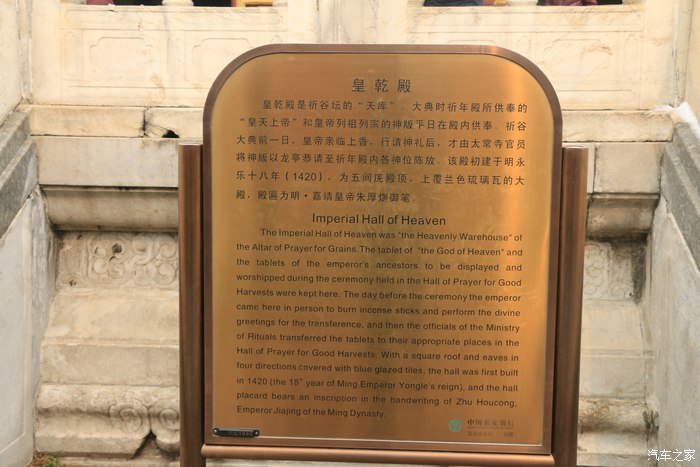 皇乾殿
皇乾殿是祈谷坛的“天库”，大典时祈年殿所供奉的
“皇天上帝”和皇帝列祖列宗的神版平日在殿内供奉。祈谷
大典前一日，皇帝亲临上香，行请神礼后，才由太常寺官员
将神版以龙亭恭请至祈年殿内各神位陈放。该殿初建于明永
乐十八年（1420），为五间庑殿顶，上覆兰色琉璃瓦的大
殿，殿匾为明·嘉靖皇帝朱厚熜御笔。
Imperial Hall of Heaven
The Imperial Hall of Heaven was "the Heavenly Warehouse" of
the Altar of Prayer for Grains:The tablet of "the God of Heaven" and
the tablets of the emperor's ancestors to be displayed and
worshipped during the ceremony held in the Hall of Prayer for Good
Harvests were kept here. The day before the ceremony the emperor
came here in person to burn incense sticks and perform the divine
greetings for the transference, and then the officials of the Ministry
of Rituals transferred the tablets to their appropriate places in the
Hall of Prayer for Good Harvests. With a square roof and eaves in
four directions covered with blue glazed tiles, the hall was first built
in 1420 (the 18th year of Ming Emperor Yongle's reign), and the hall
placard bears an inscription in the handwriting of Zhu Houcong,
Emperor Jiajing of the Ming Dynasty.
中国农业银行
汽车之家